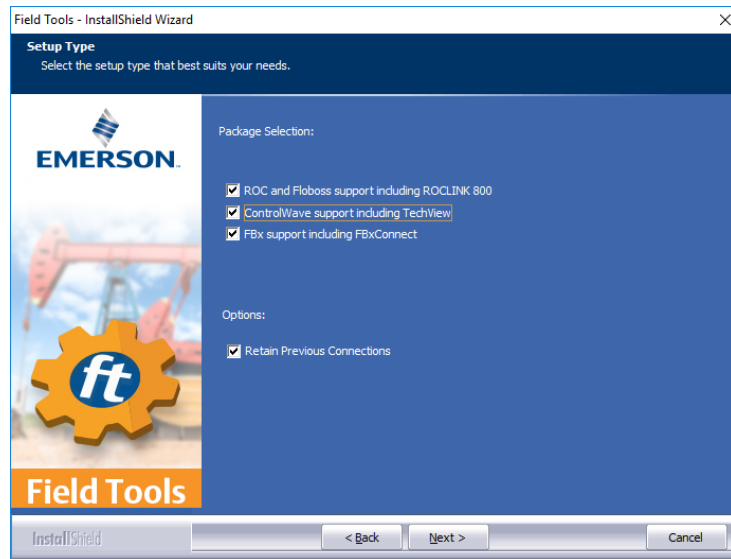 Field Tools - InstallShield Wizard
Setup Type
Select the setup type that best suits your needs.
EMERSON™
Package Selection:
ROC and Floboss support including ROCLINK 800
ControlWave support including TechView
FBx support including FBxConnect
Options:
Retain Previous Connections
ft
Field Tools
InstallShield
< Back
Next >
Cancel